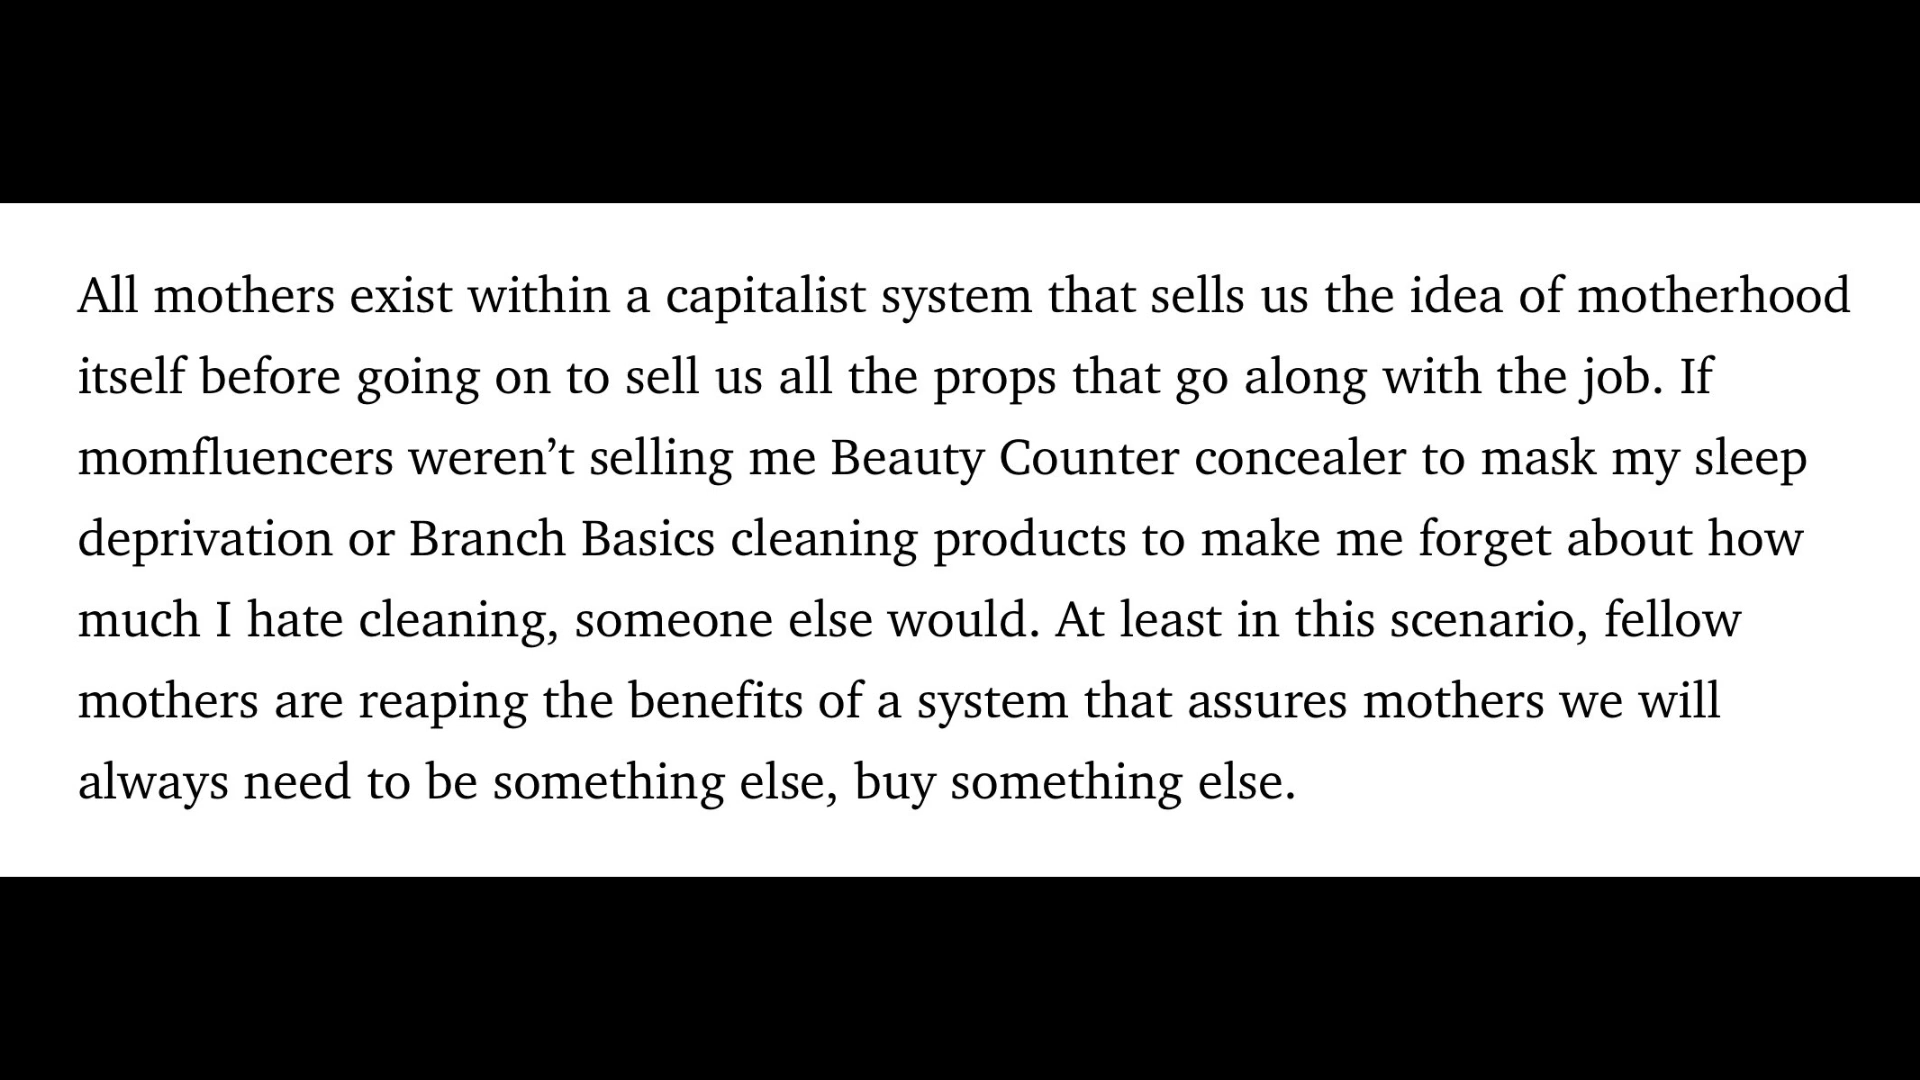 All mothers exist within a capitalist system that sells us the idea of motherhood
itself before going on to sell us all the props that go along with the job. If
momfluencers weren’t selling me Beauty Counter concealer to mask my sleep
deprivation or Branch Basics cleaning products to make me forget about how
much I hate cleaning, someone else would. At least in this scenario, fellow
mothers are reaping the benefits of a system that assures mothers we will
always need to be something else, buy something else.